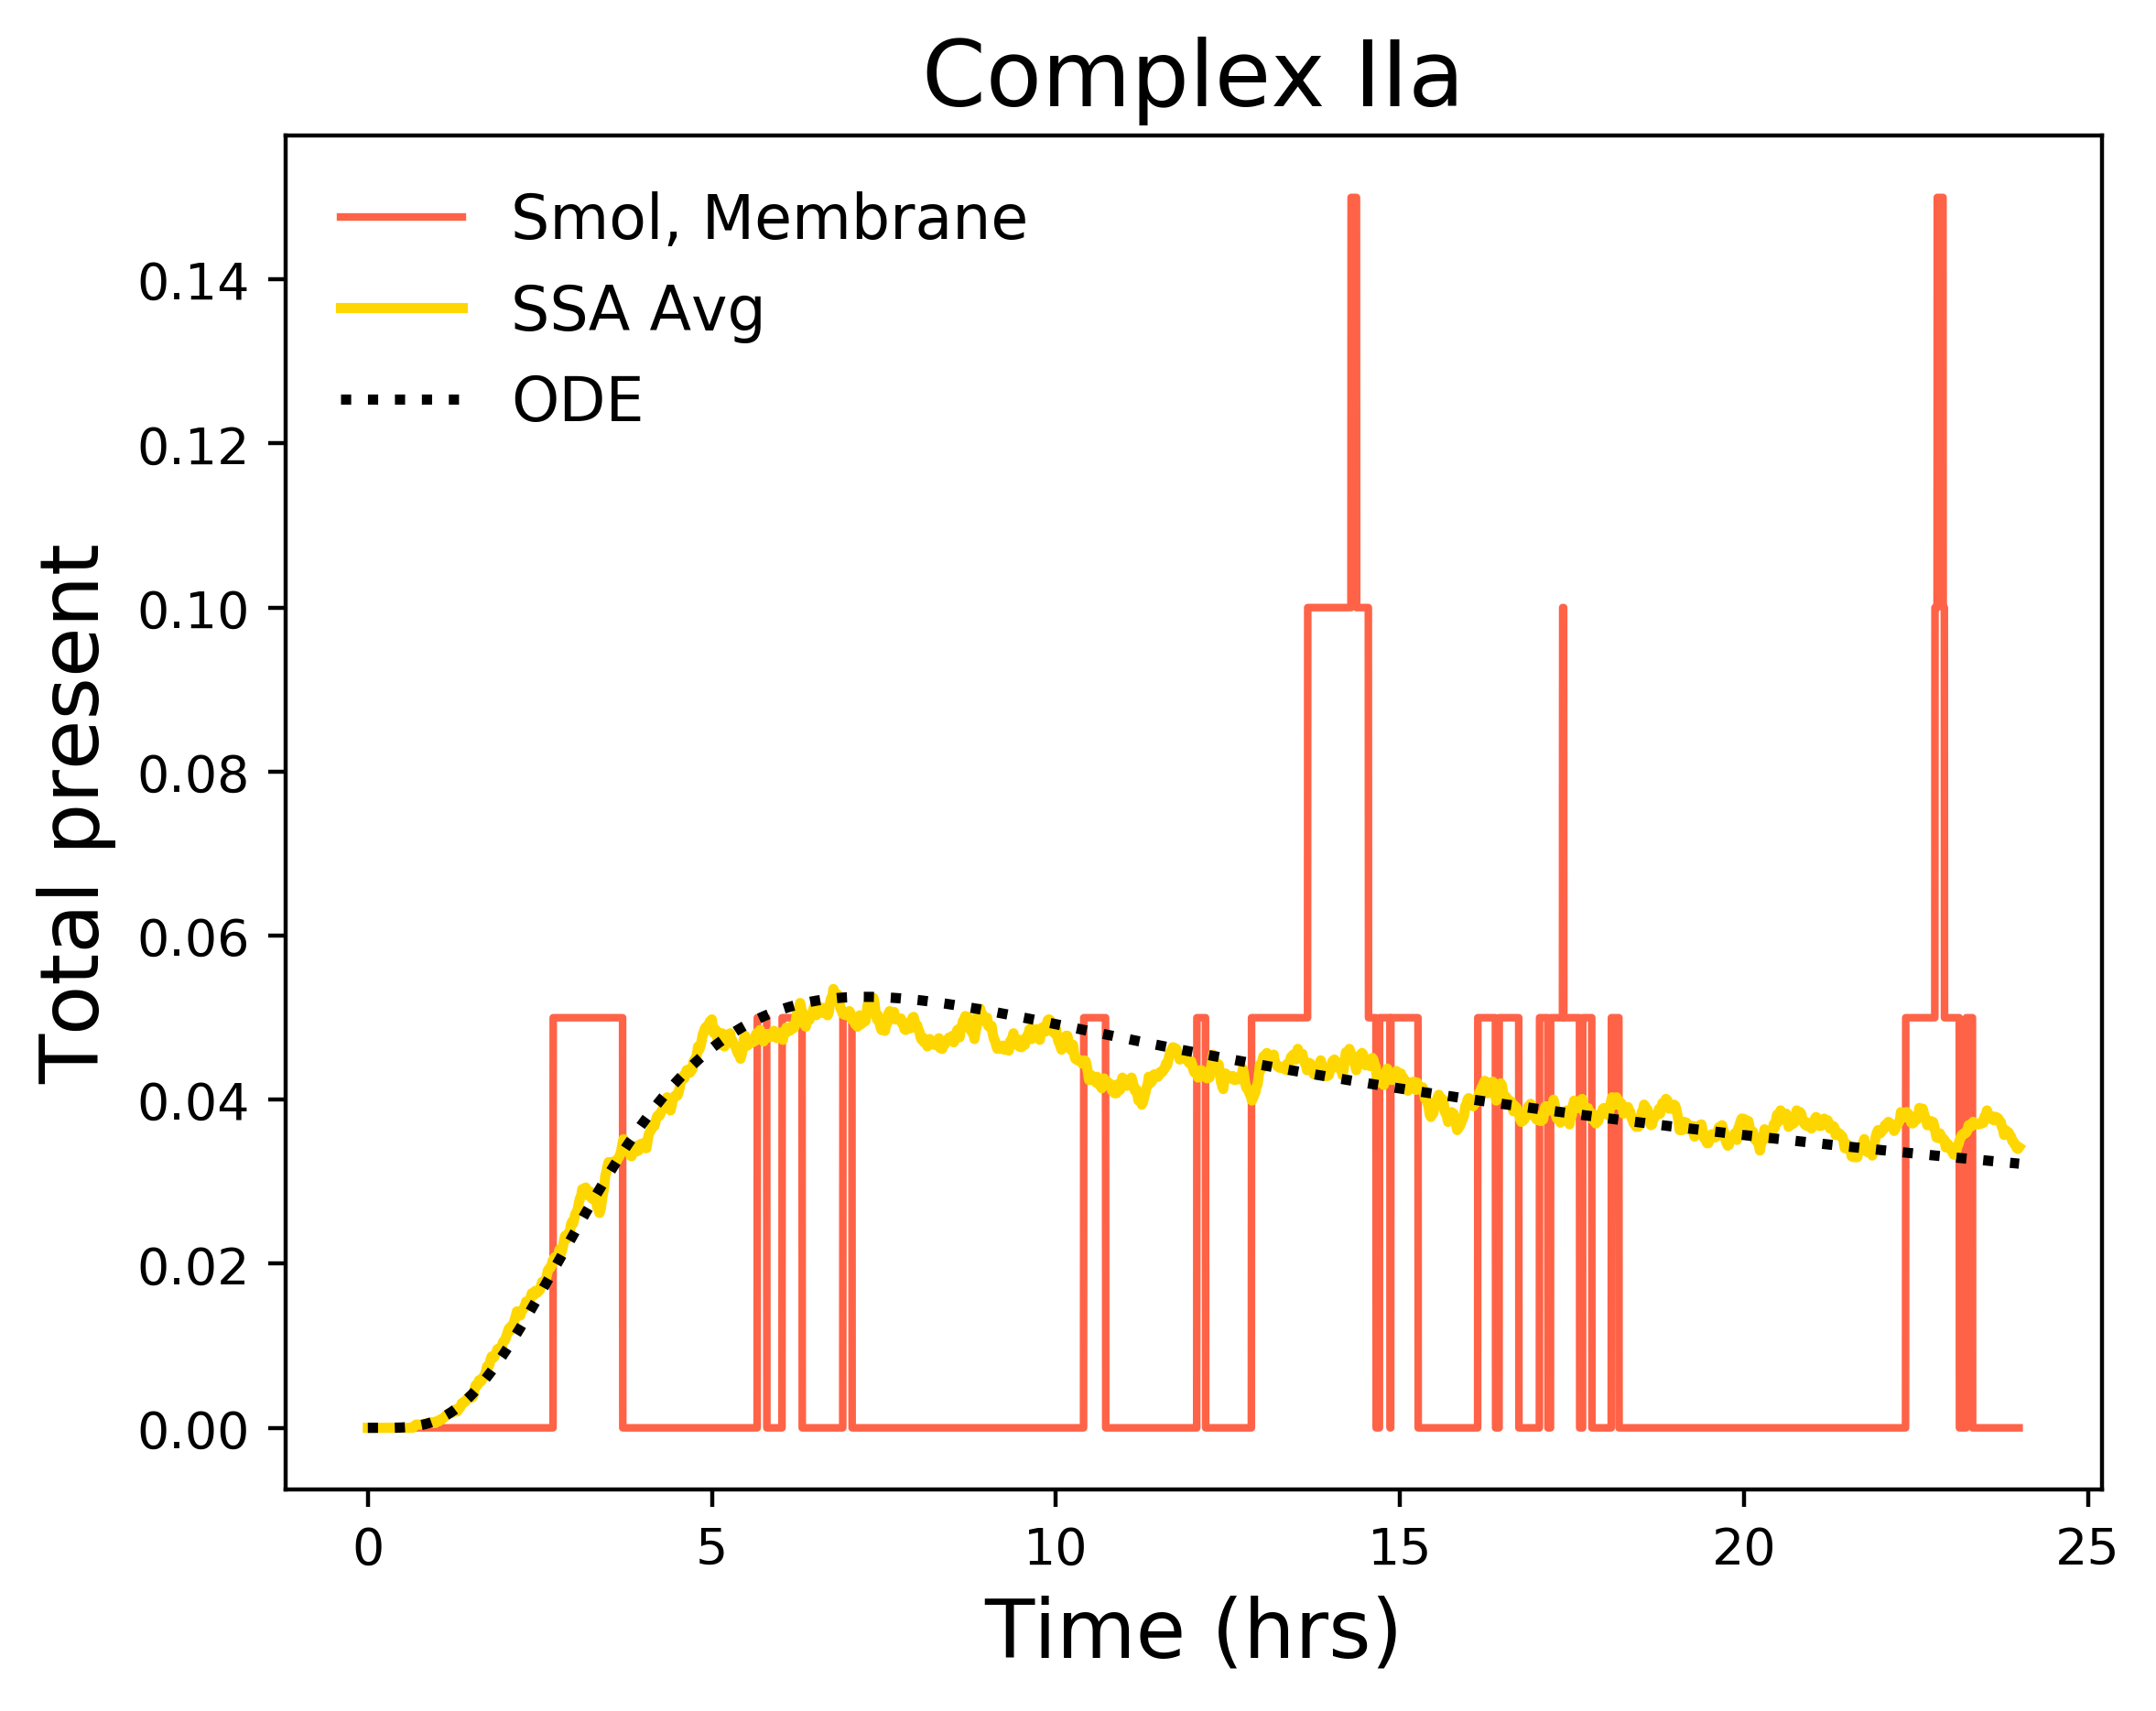 Complex IIa
Smol, Membrane
SSA Avg
ODE
Total present
0.14
0.12
0.10
0.08
0.06
0.04
0.02
0.00
0 5 10 15 20 25
Time (hrs)